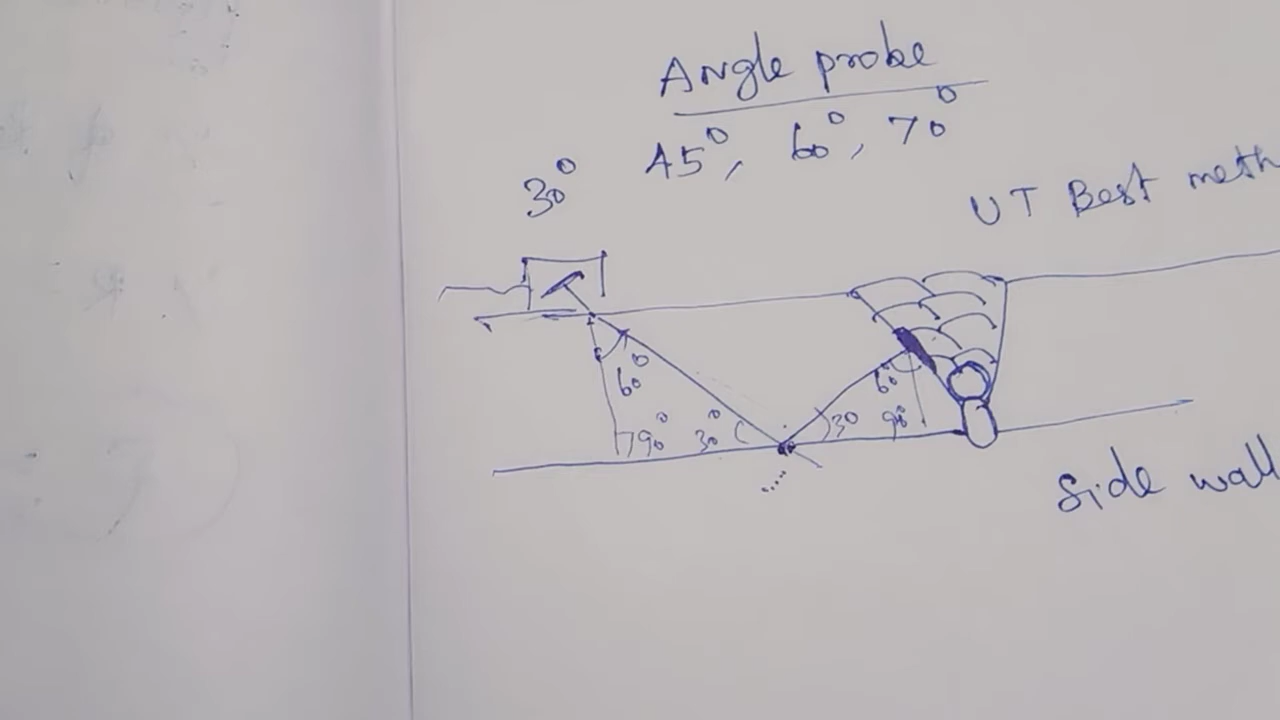 Angle probe
45°, 60°, 70°
30°
UT Best meth
60°
60°
90° 30° 30 90°
Side wall